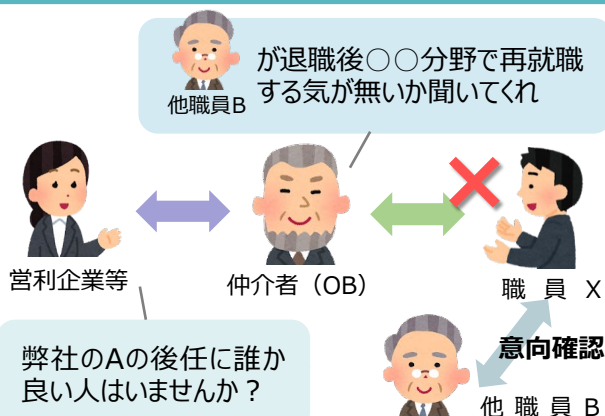 が退職後○○分野で再就職
他職員B
する気が無いか聞いてくれ
営利企業等
仲介者（OB）
職員X
弊社のAの後任に誰か
良い人はいませんか？
意向確認
他職員B